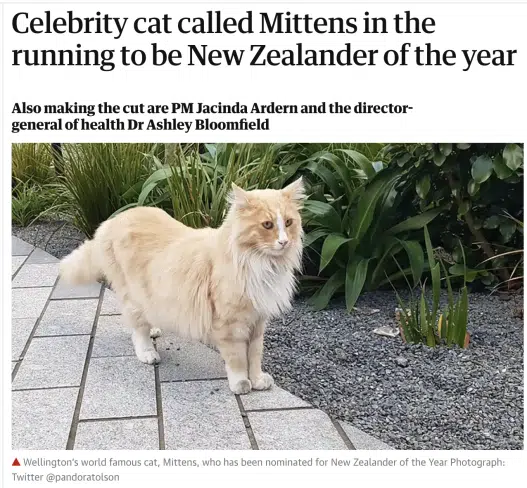 Celebrity cat called Mittens in the
running to be New Zealander of the year
Also making the cut are PM Jacinda Ardern and the director-
general of health Dr Ashley Bloomfield
Wellington's world famous cat, Mittens, who has been nominated for New Zealander of the Year Photograph:
Twitter @pandoratolson